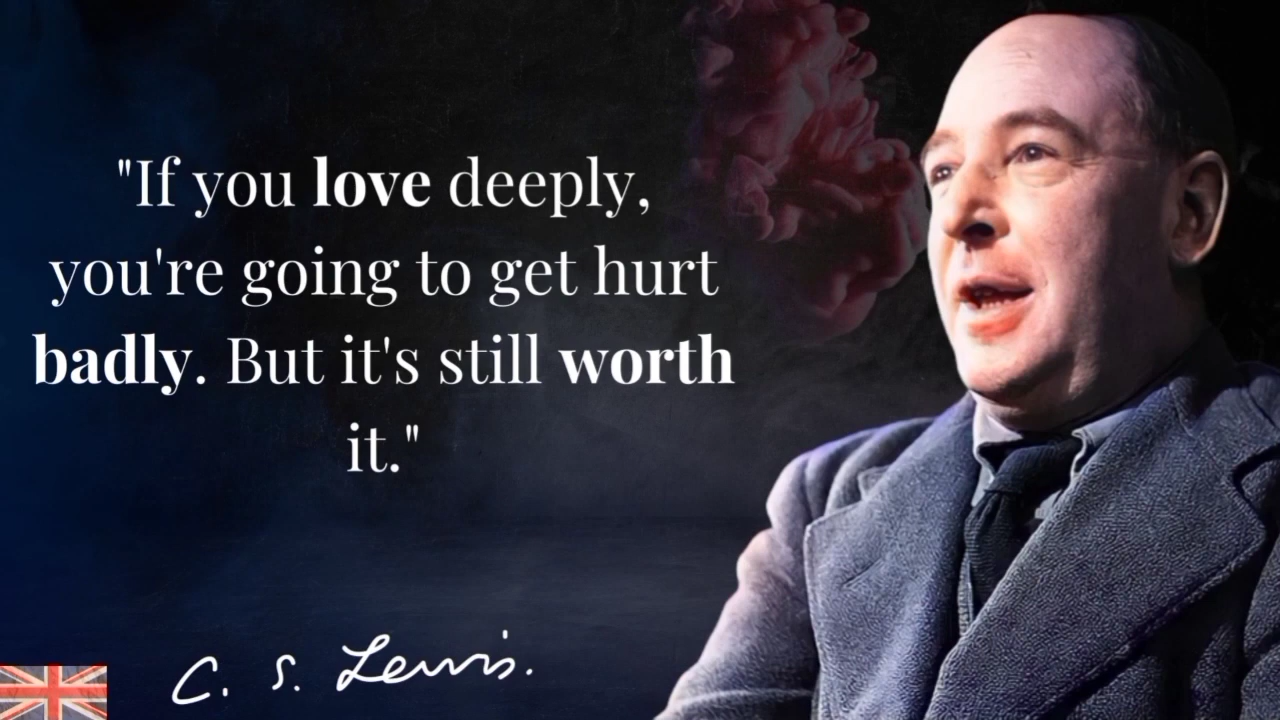 "If you love deeply,
you're going to get hurt
badly. But it's still worth
it."
C. S. Lewis.